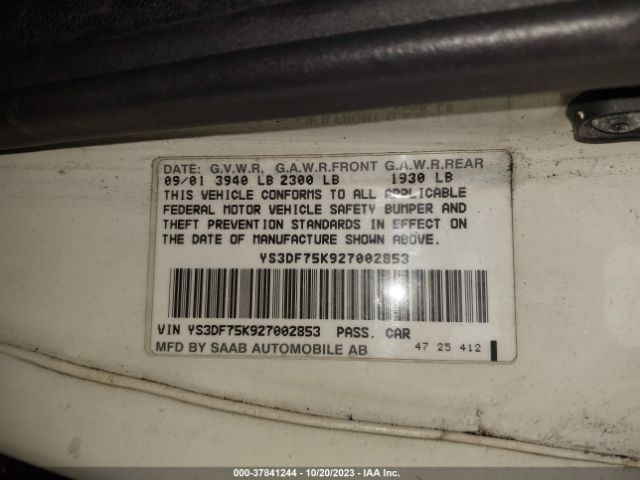 DATE: G.V.W.R. G.A.W.R.FRONT G.A.W.R.REAR
09/01 3940 LB 2300 LB 1930 LB
THIS VEHICLE CONFORMS TO ALL APPLICABLE
FEDERAL MOTOR VEHICLE SAFETY BUMPER AND
THEFT PREVENTION STANDARDS IN EFFECT ON
THE DATE OF MANUFACTURE SHOWN ABOVE.
YS3DF75K927002853
VIN YS3DF75K927002853 PASS. CAR
MFD BY SAAB AUTOMOBILE AB 47 25 412
000-37841244 | 10/20/2023 | IAA Inc.